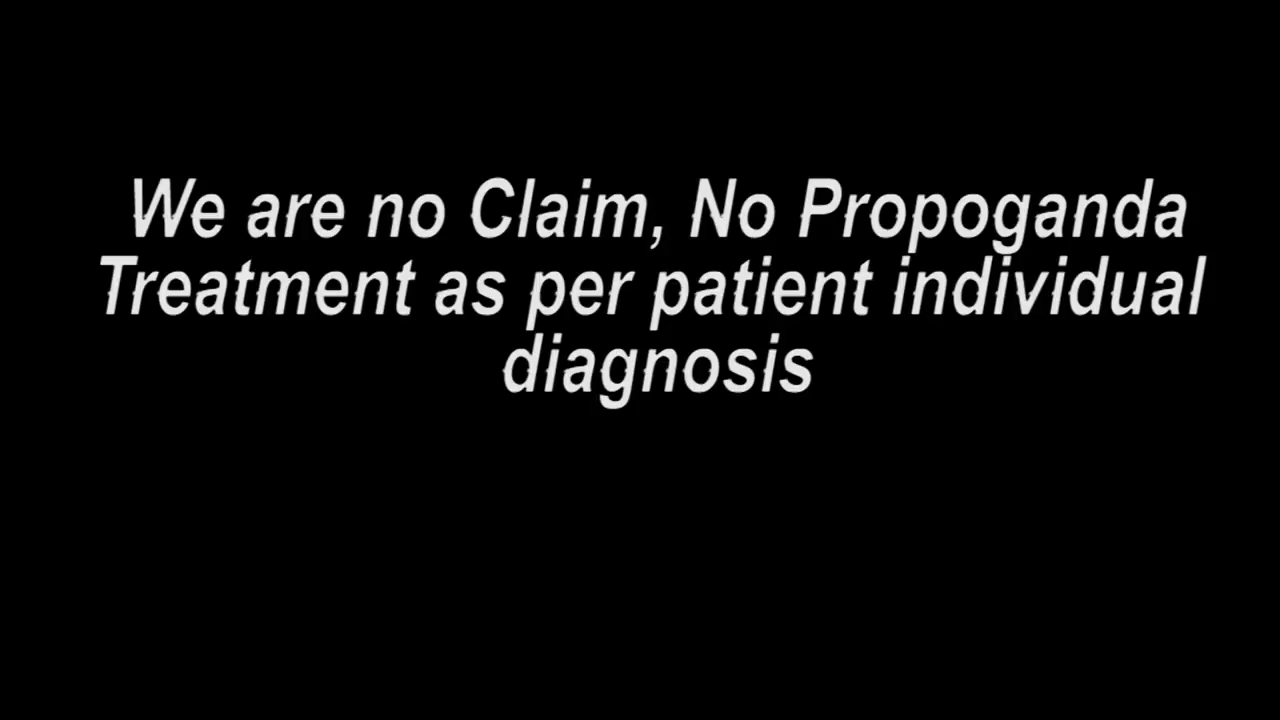 We are no Claim, No Propoganda
Treatment as per patient individual
diagnosis